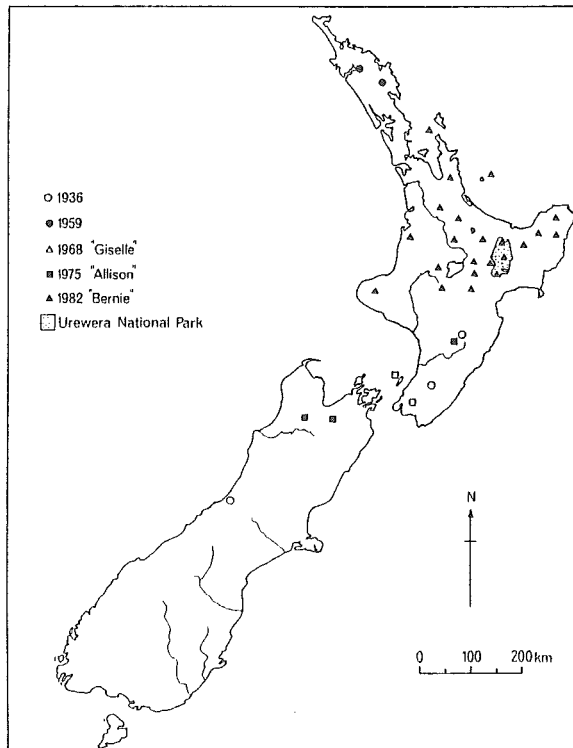 1936
1959
1968 "Giselle"
1975 "Allison"
1982 "Bernie"
Urewera National Park
N
0 100 200 km